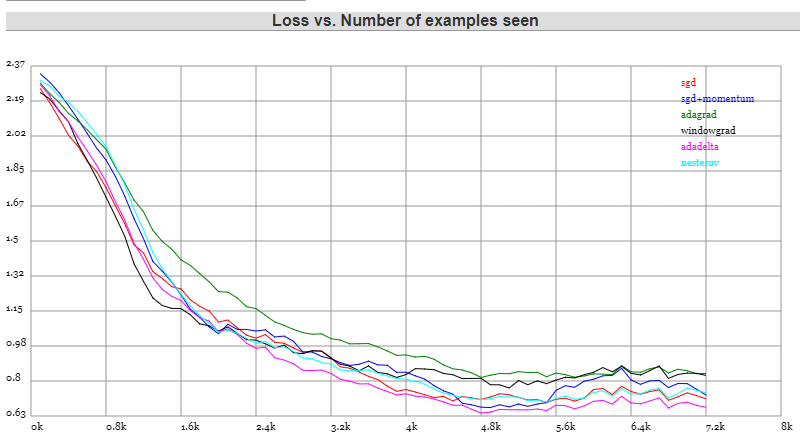 Loss vs. Number of examples seen
2.37
2.19
2.02
1.85
1.67
1.5
1.32
1.15
0.98
0.8
0.63
sgd
sgd+momentum
adagrad
windowgrad
adadelta
nesterov
0k 0.8k 1.6k 2.4k 3.2k 4k 4.8k 5.6k 6.4k 7.2k 8k